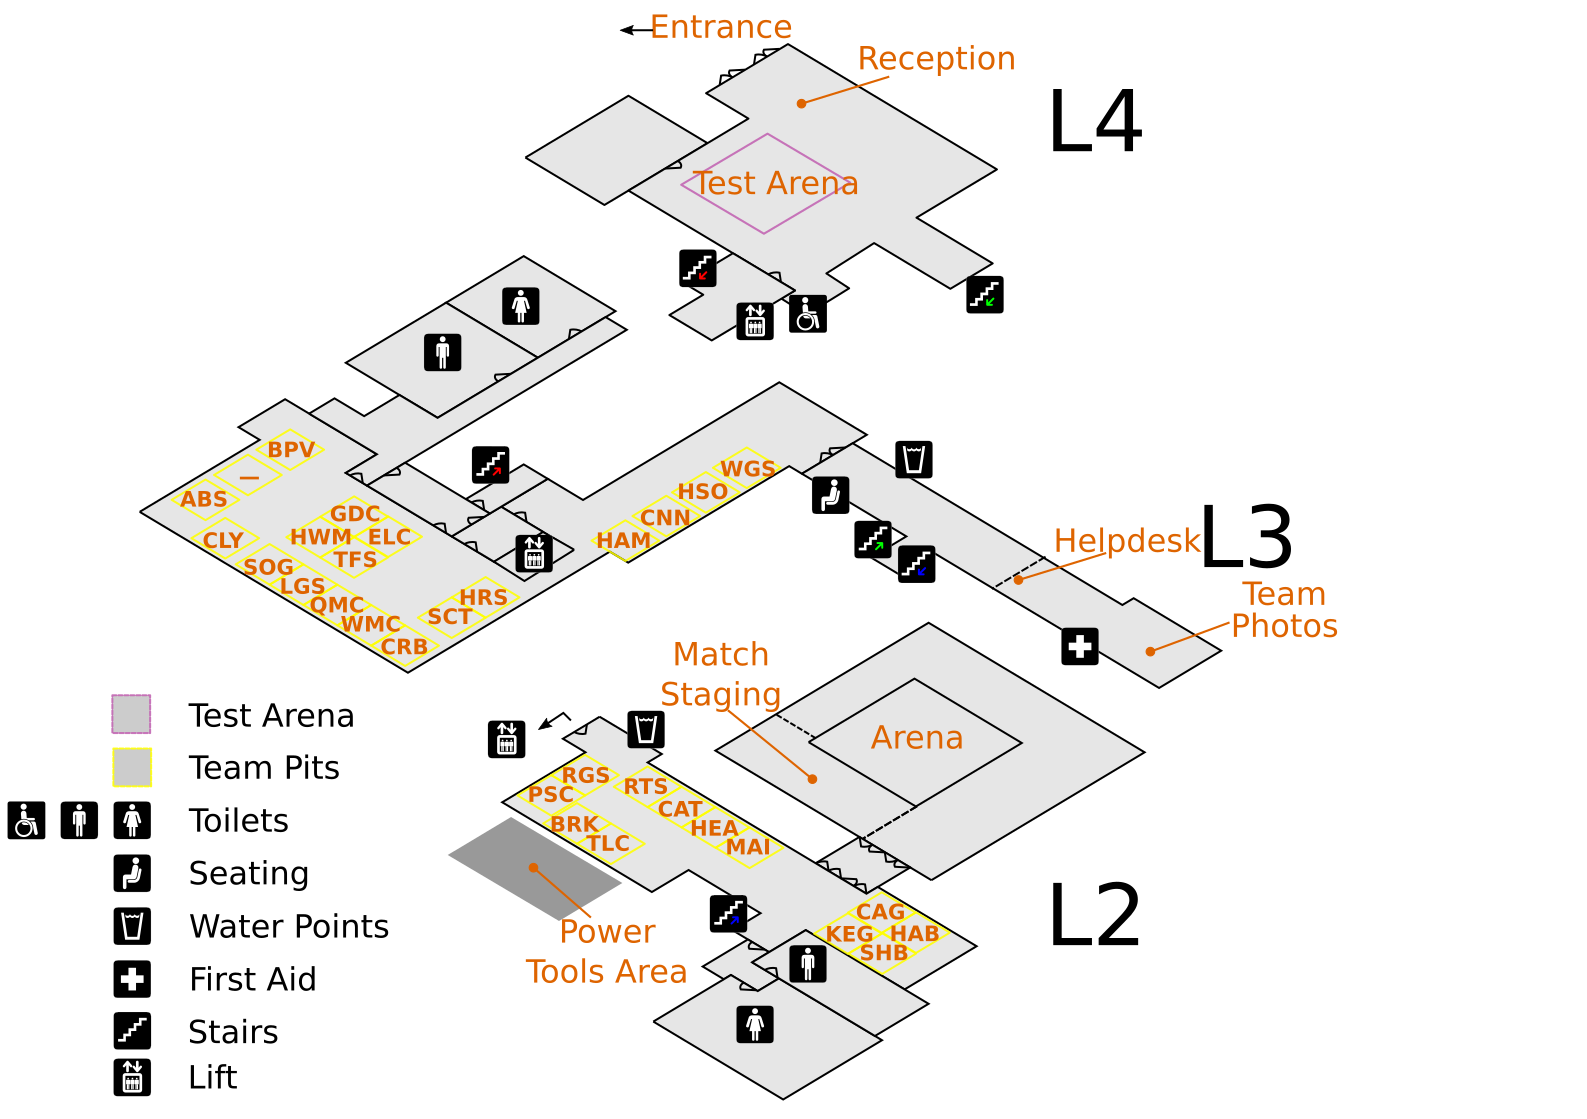 Entrance
Reception
L4
Test Arena
BPV
—
ABS
GDC
HWM ELC
TFS
CLY
SOG
LGS
QMC
WMC
CRB
HRS
SCT
WGS
HSO
CNN
HAM
Helpdesk
L3
Team
Photos
Match
Staging
Arena
RGS
PSC
RTS
CAT
HEA
MAI
BRK
TLC
CAG
KEG HAB
SHB
L2
Power
Tools Area
Test Arena
Team Pits
Toilets
Seating
Water Points
First Aid
Stairs
Lift